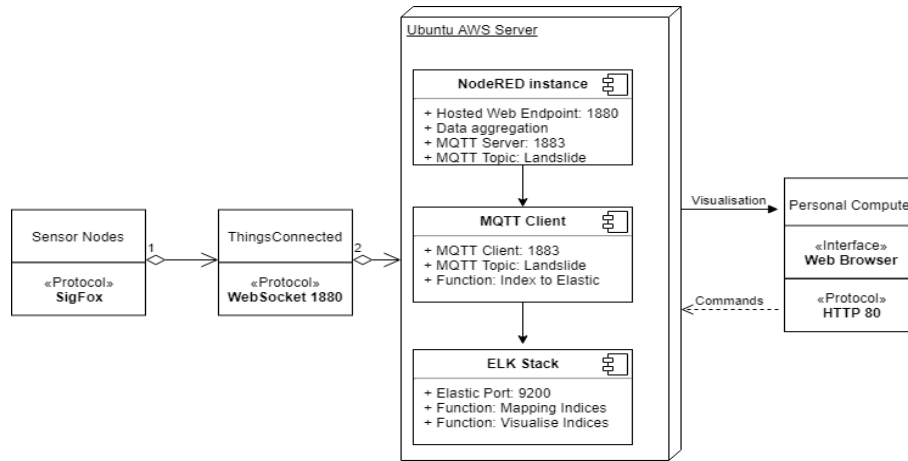 Ubuntu AWS Server
NodeRED instance
+ Hosted Web Endpoint: 1880
+ Data aggregation
+ MQTT Server: 1883
+ MQTT Topic: Landslide
Sensor Nodes
«Protocol»
SigFox
1
ThingsConnected
«Protocol»
WebSocket 1880
2
MQTT Client
+ MQTT Client: 1883
+ MQTT Topic: Landslide
+ Function: Index to Elastic
ELK Stack
+ Elastic Port: 9200
+ Function: Mapping Indices
+ Function: Visualise Indices
Visualisation
Commands
Personal Compute
«Interface»
Web Browser
«Protocol»
HTTP 80